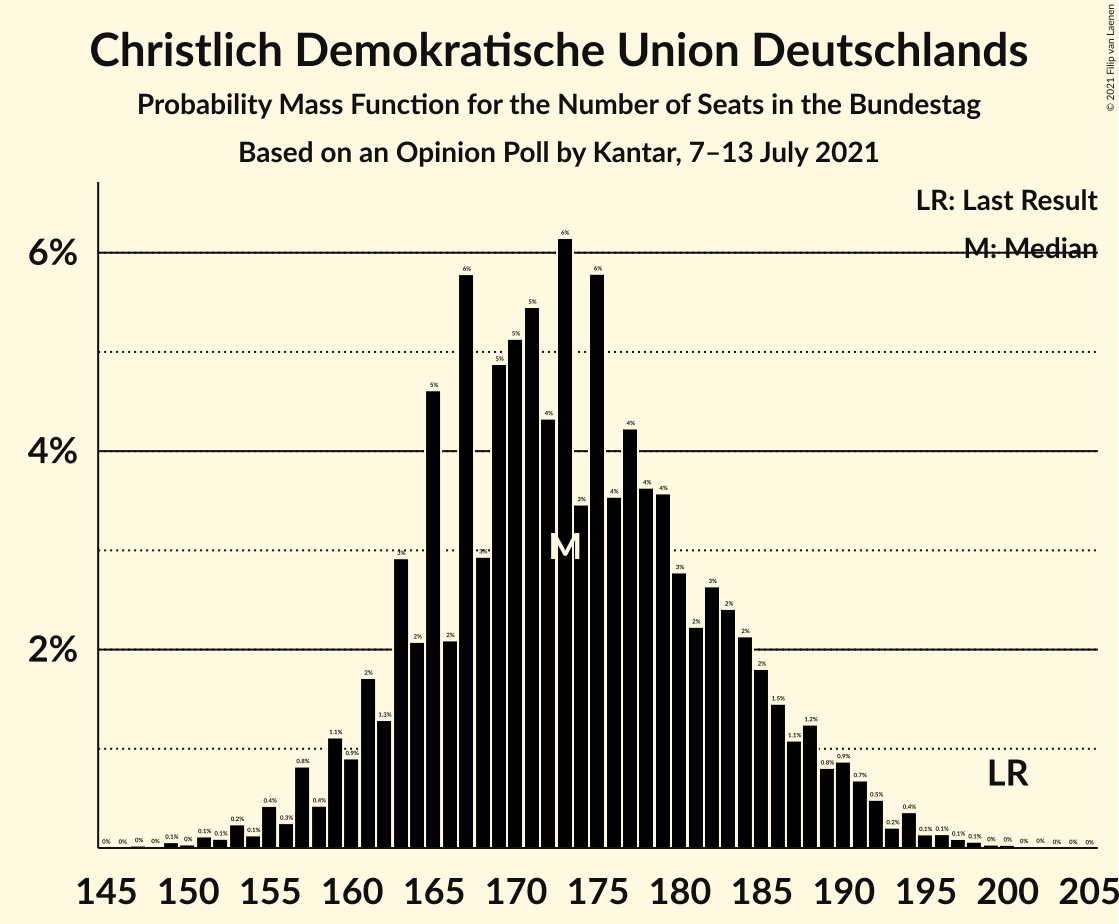 Christlich Demokratische Union Deutschlands
Probability Mass Function for the Number of Seats in the Bundestag
Based on an Opinion Poll by Kantar, 7–13 July 2021
© 2021 Filip van Laenen
LR: Last Result
M: Median
6%
4%
2%
0% 0% 0% 0% 0.1% 0% 0.1% 0.1% 0.2% 0.1% 0.4% 0.3% 0.8% 0.4% 1.1% 0.9% 2% 1.3% 3% 2% 5% 2% 6% 3% 5% 5% 5% 4% 6% 3% 6% 4% 4% 4% 4% 3% 2% 3% 2% 2% 2% 1.5% 1.1% 1.2% 0.8% 0.9% 0.7% 0.5% 0.2% 0.4% 0.1% 0.1% 0.1% 0.1% 0% 0% 0% 0% 0% 0% 0%
M
LR
145 150 155 160 165 170 175 180 185 190 195 200 205